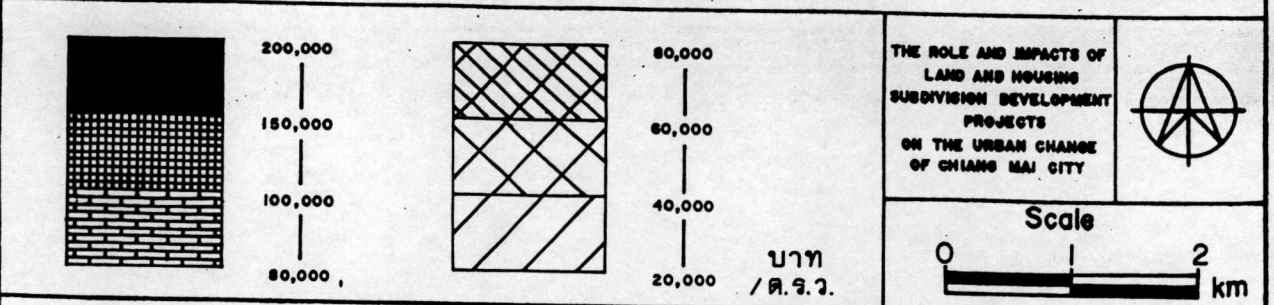 200,000
150,000
100,000
80,000
80,000
60,000
40,000
20,000
บาท
/ ต.ร.ว.
THE ROLE AND IMPACTS OF
LAND AND HOUSING
SUBDIVISION DEVELOPMENT
PROJECTS
ON THE URBAN CHANGE
OF CHIANG MAI CITY
Scale
0 1 2
km